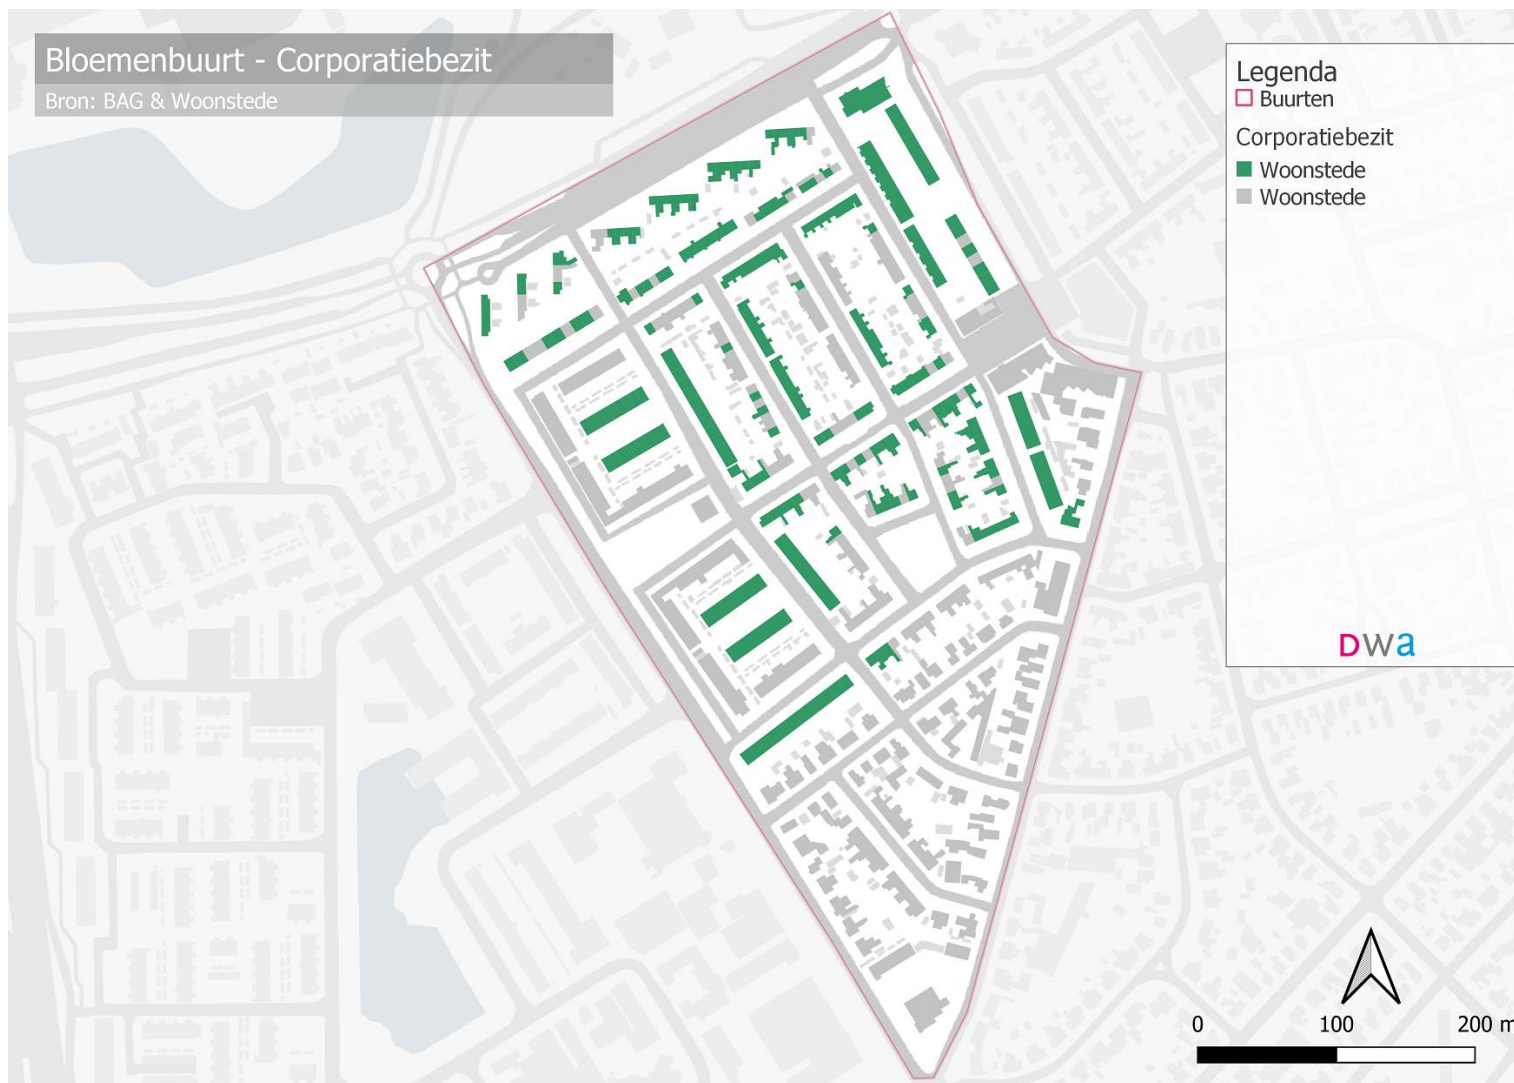 Bloemenbuurt - Corporatiebezit
Bron: BAG & Woonstede
Legenda
Buurten
Corporatiebezit
Woonstede
Woonstede
DWa
0 100 200 m